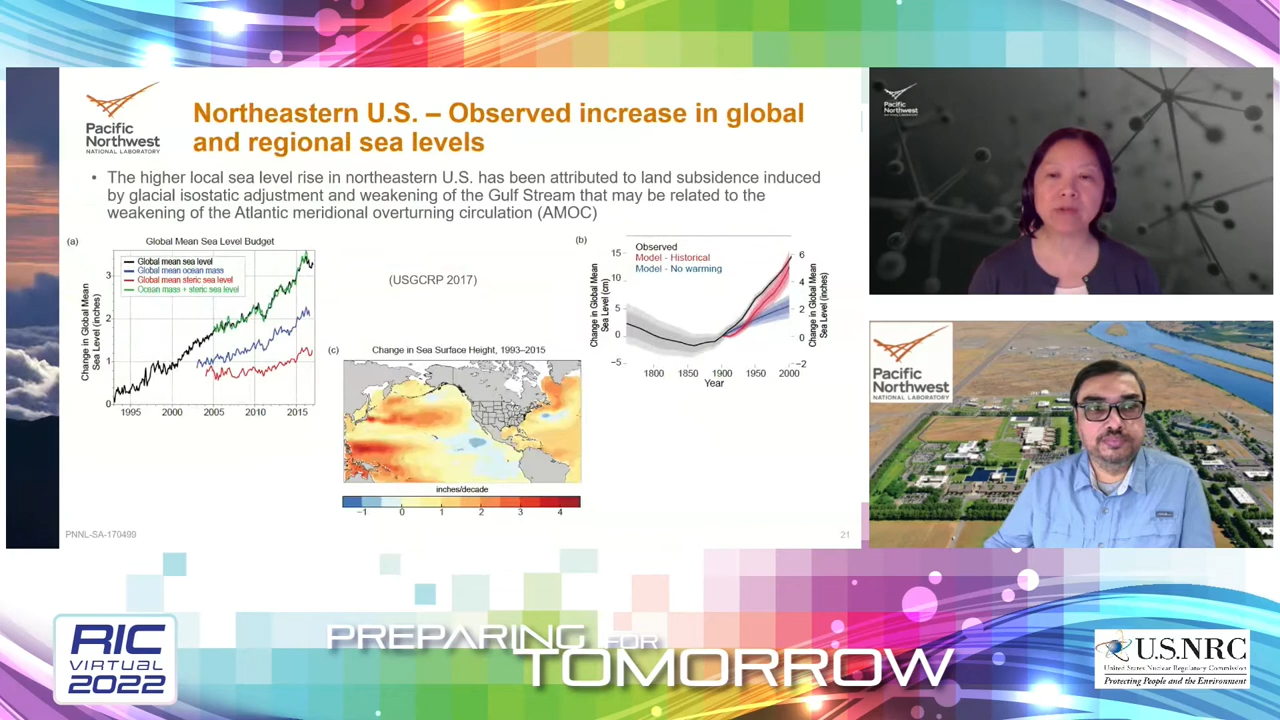 Pacific
Northwest
NATIONAL LABORATORY
Northeastern U.S. – Observed increase in global
and regional sea levels
• The higher local sea level rise in northeastern U.S. has been attributed to land subsidence induced
by glacial isostatic adjustment and weakening of the Gulf Stream that may be related to the
weakening of the Atlantic meridional overturning circulation (AMOC)
(a)
Global Mean Sea Level Budget
Global mean sea level
Global mean ocean mass
Global mean steric sea level
Ocean mass + steric sea level
Change in Global Mean
Sea Level (inches)
3
2
1
0
1995 2000 2005 2010 2015
(USGCRP 2017)
(b)
Observed
Model - Historical
Model - No warming
Change in Global Mean
Sea Level (cm)
15
10
5
0
−5
6
4
2
0
−2
Change in Global Mean
Sea Level (inches)
1800 1850 1900 1950 2000
Year
(c)
Change in Sea Surface Height, 1993–2015
inches/decade
−1 0 1 2 3 4
PNNL-SA-170499
21
Pacific
Northwest
NATIONAL LABORATORY
Pacific
Northwest
NATIONAL LABORATORY
RIC
VIRTUAL
2022
PREPARING FOR
TOMORROW
U.S.NRC
United States Nuclear Regulatory Commission
Protecting People and the Environment